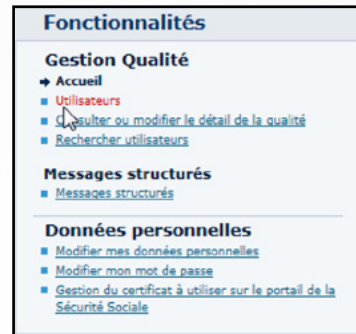 Fonctionnalités
Gestion Qualité
Accueil
Utilisateurs
Consulter ou modifier le détail de la qualité
Rechercher utilisateurs
Messages structurés
Messages structurés
Données personnelles
Modifier mes données personnelles
Modifier mon mot de passe
Gestion du certificat à utiliser sur le portail de la
Sécurité Sociale